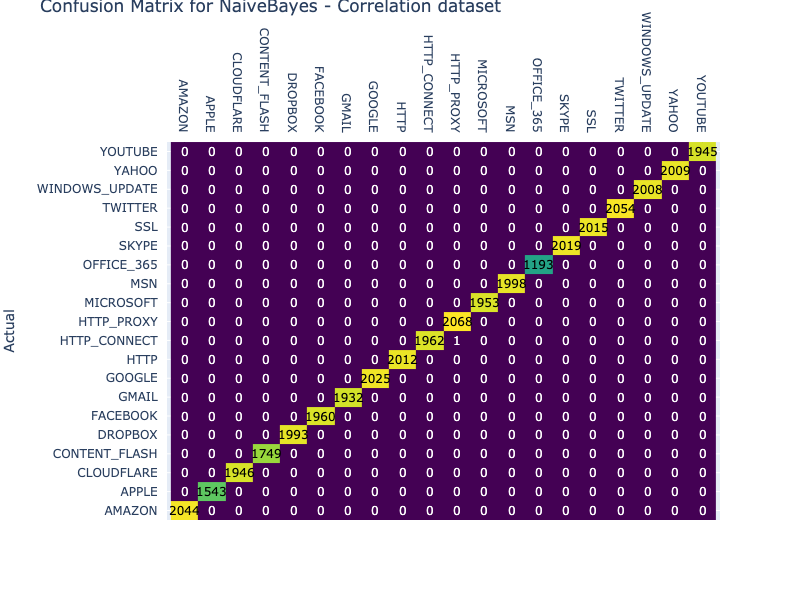 Confusion Matrix for NaiveBayes - Correlation dataset
AMAZON
APPLE
CLOUDFLARE
CONTENT_FLASH
DROPBOX
FACEBOOK
GMAIL
GOOGLE
HTTP
HTTP_CONNECT
HTTP_PROXY
MICROSOFT
MSN
OFFICE_365
SKYPE
SSL
TWITTER
WINDOWS_UPDATE
YAHOO
YOUTUBE
YOUTUBE 0 0 0 0 0 0 0 0 0 0 0 0 0 0 0 0 0 0 0 1945
YAHOO 0 0 0 0 0 0 0 0 0 0 0 0 0 0 0 0 0 0 2009 0
WINDOWS_UPDATE 0 0 0 0 0 0 0 0 0 0 0 0 0 0 0 0 0 2008 0 0
TWITTER 0 0 0 0 0 0 0 0 0 0 0 0 0 0 0 0 2054 0 0 0
SSL 0 0 0 0 0 0 0 0 0 0 0 0 0 0 0 2015 0 0 0 0
SKYPE 0 0 0 0 0 0 0 0 0 0 0 0 0 0 2019 0 0 0 0 0
OFFICE_365 0 0 0 0 0 0 0 0 0 0 0 0 0 1193 0 0 0 0 0 0
MSN 0 0 0 0 0 0 0 0 0 0 0 0 1998 0 0 0 0 0 0 0
MICROSOFT 0 0 0 0 0 0 0 0 0 0 0 1953 0 0 0 0 0 0 0 0
HTTP_PROXY 0 0 0 0 0 0 0 0 0 0 2068 0 0 0 0 0 0 0 0 0
HTTP_CONNECT 0 0 0 0 0 0 0 0 0 1962 1 0 0 0 0 0 0 0 0 0
HTTP 0 0 0 0 0 0 0 0 2012 0 0 0 0 0 0 0 0 0 0 0
GOOGLE 0 0 0 0 0 0 0 2025 0 0 0 0 0 0 0 0 0 0 0 0
GMAIL 0 0 0 0 0 0 1932 0 0 0 0 0 0 0 0 0 0 0 0 0
FACEBOOK 0 0 0 0 0 1960 0 0 0 0 0 0 0 0 0 0 0 0 0 0
DROPBOX 0 0 0 0 1993 0 0 0 0 0 0 0 0 0 0 0 0 0 0 0
CONTENT_FLASH 0 0 0 1749 0 0 0 0 0 0 0 0 0 0 0 0 0 0 0 0
CLOUDFLARE 0 0 1946 0 0 0 0 0 0 0 0 0 0 0 0 0 0 0 0 0
APPLE 0 1543 0 0 0 0 0 0 0 0 0 0 0 0 0 0 0 0 0 0
AMAZON 2044 0 0 0 0 0 0 0 0 0 0 0 0 0 0 0 0 0 0 0
Actual